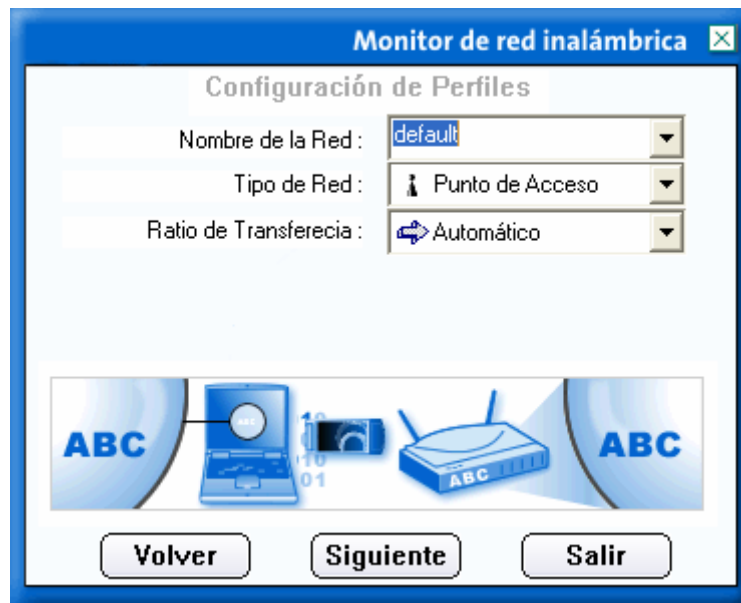 Monitor de red inalámbrica
Configuración de Perfiles
Nombre de la Red : default
Tipo de Red : Punto de Acceso
Ratio de Transferecia : Automático
ABC
ABC
ABC
01
Volver Siguiente Salir